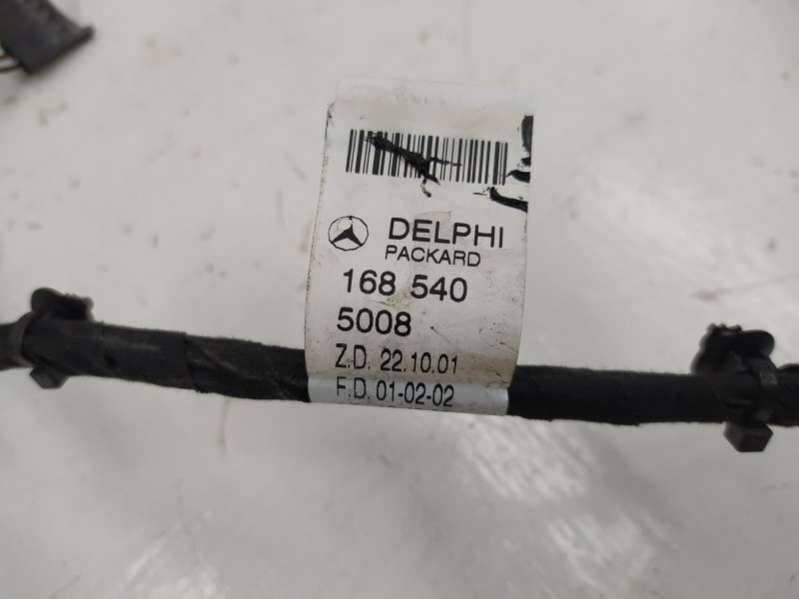 DELPHI
PACKARD
168 540
5008
Z.D. 22.10.01
F.D. 01-02-02